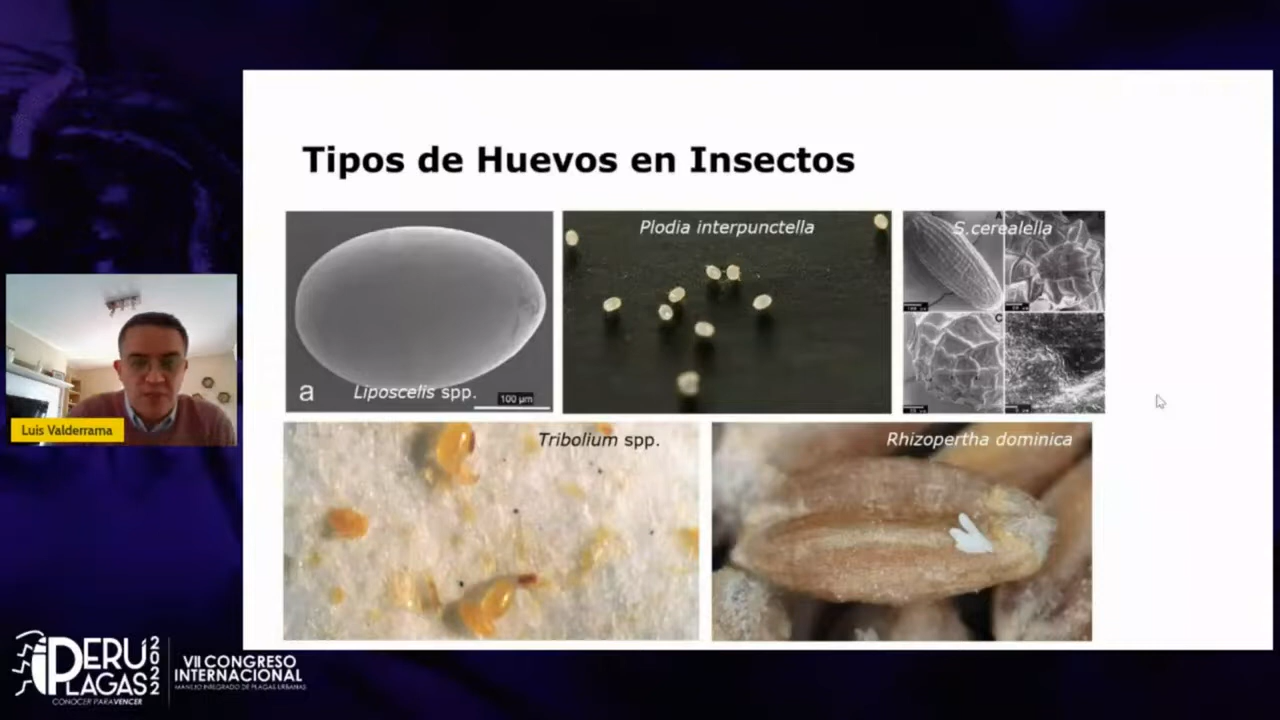 Tipos de Huevos en Insectos
a
Liposcelis spp.
100 µm
Plodia interpunctella
S.cerealella
A
C
Tribolium spp.
Rhizopertha dominica
Luis Valderrama
PERÚ
PLAGAS
2022
CONOCER PARA VENCER
VII CONGRESO
INTERNACIONAL
MANEJO INTEGRADO DE PLAGAS URBANAS